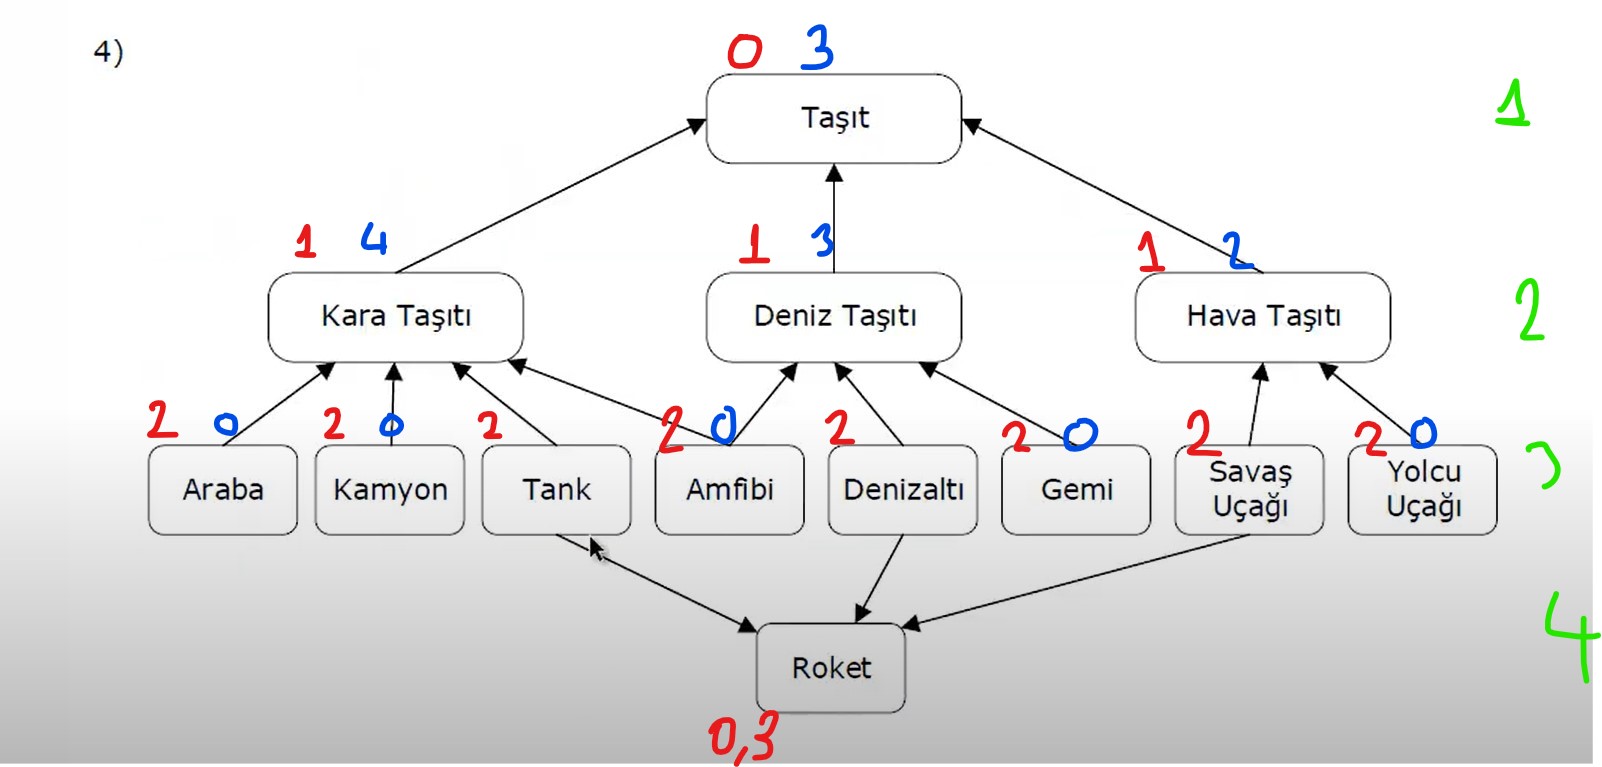 4)
0 3
Taşıt
1
1 4
1 3
1 2
Kara Taşıtı
Deniz Taşıtı
Hava Taşıtı
2
2 0
2 0
2
2 0
2
2 0
2
2 0
Araba
Kamyon
Tank
Amfibi
Denizaltı
Gemi
Savaş
Uçağı
Yolcu
Uçağı
3
Roket
4
0,3